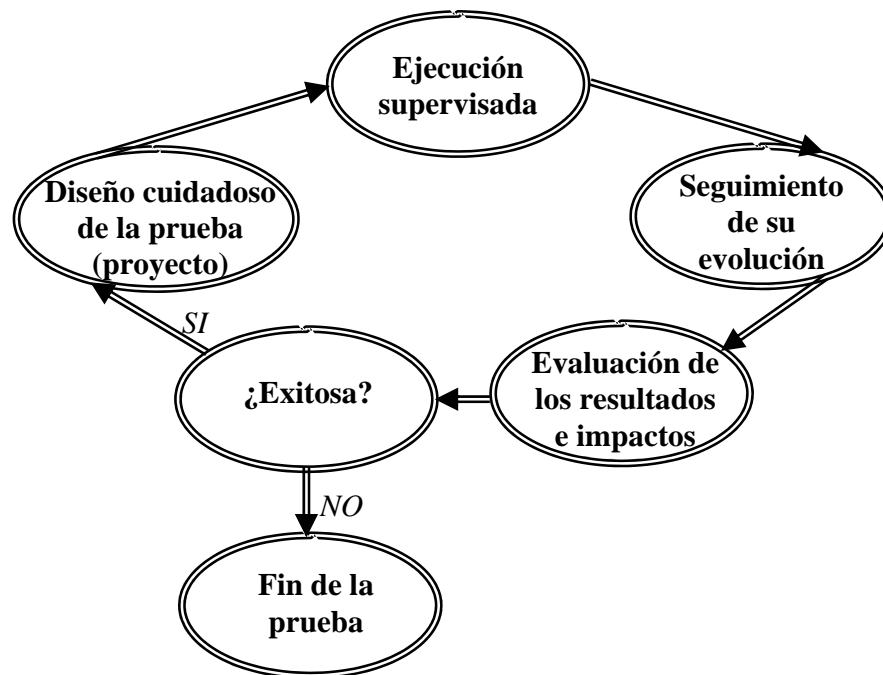 Ejecución
supervisada
Diseño cuidadoso
de la prueba
(proyecto)
Seguimiento
de su
evolución
SI
¿Exitosa?
Evaluación de
los resultados
e impactos
NO
Fin de la
prueba